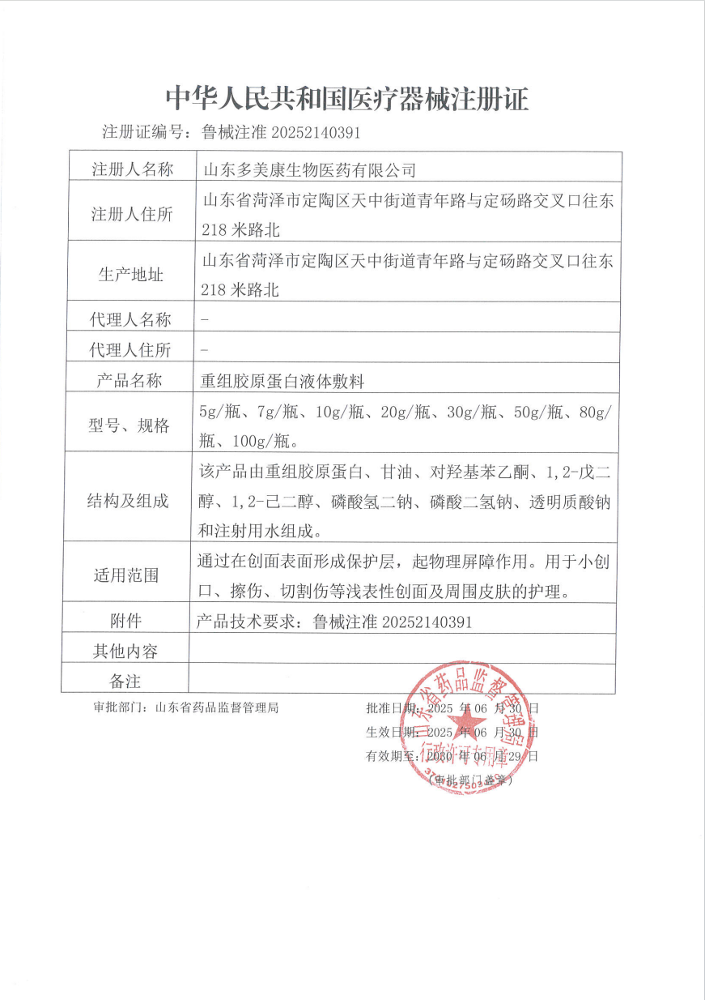 中华人民共和国医疗器械注册证
注册证编号：鲁械注准 20252140391
注册人名称 山东多美康生物医药有限公司
注册人住所 山东省菏泽市定陶区天中街道青年路与定砀路交叉口往东
218 米路北
生产地址 山东省菏泽市定陶区天中街道青年路与定砀路交叉口往东
218 米路北
代理人名称 –
代理人住所 –
产品名称 重组胶原蛋白液体敷料
型号、规格 5g/瓶、7g/瓶、10g/瓶、20g/瓶、30g/瓶、50g/瓶、80g/
瓶、100g/瓶。
结构及组成 该产品由重组胶原蛋白、甘油、对羟基苯乙酮、1,2-戊二
醇、1,2-己二醇、磷酸氢二钠、磷酸二氢钠、透明质酸钠
和注射用水组成。
适用范围 通过在创面表面形成保护层，起物理屏障作用。用于小创
口、擦伤、切割伤等浅表性创面及周围皮肤的护理。
附件 产品技术要求：鲁械注准 20252140391
其他内容
备注
审批部门：山东省药品监督管理局
批准日期：2025 年 06 月 30 日
生效日期：2025 年 06 月 30 日
有效期至：2030 年 06 月 29 日
（审批部门盖章）
山东省药品监督管理局
行政许可专用章